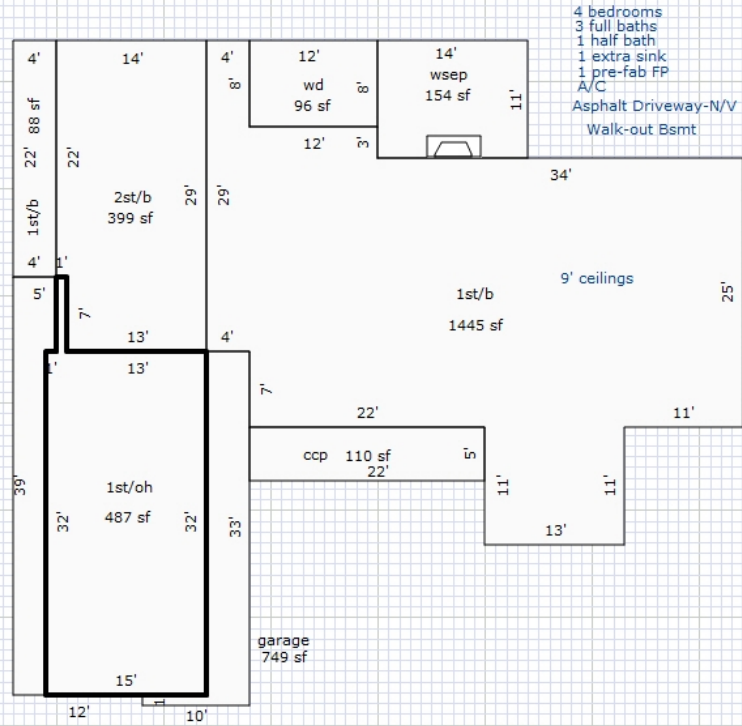 4 bedrooms
3 full baths
1 half bath
1 extra sink
1 pre-fab FP
A/C
Asphalt Driveway-N/V
Walk-out Bsmt
4'
14'
4'
12'
14'
8'
wd
96 sf
8'
wsep
154 sf
11'
88 sf
22'
22'
1st/b
12'
3'
34'
2st/b
399 sf
29'
29'
4'
1'
5'
7'
9' ceilings
1st/b
1445 sf
25'
13'
4'
1'
13'
7'
22'
11'
ccp 110 sf
22'
5'
11'
11'
13'
39'
1st/oh
487 sf
32'
32'
33'
garage
749 sf
15'
12'
1
10'